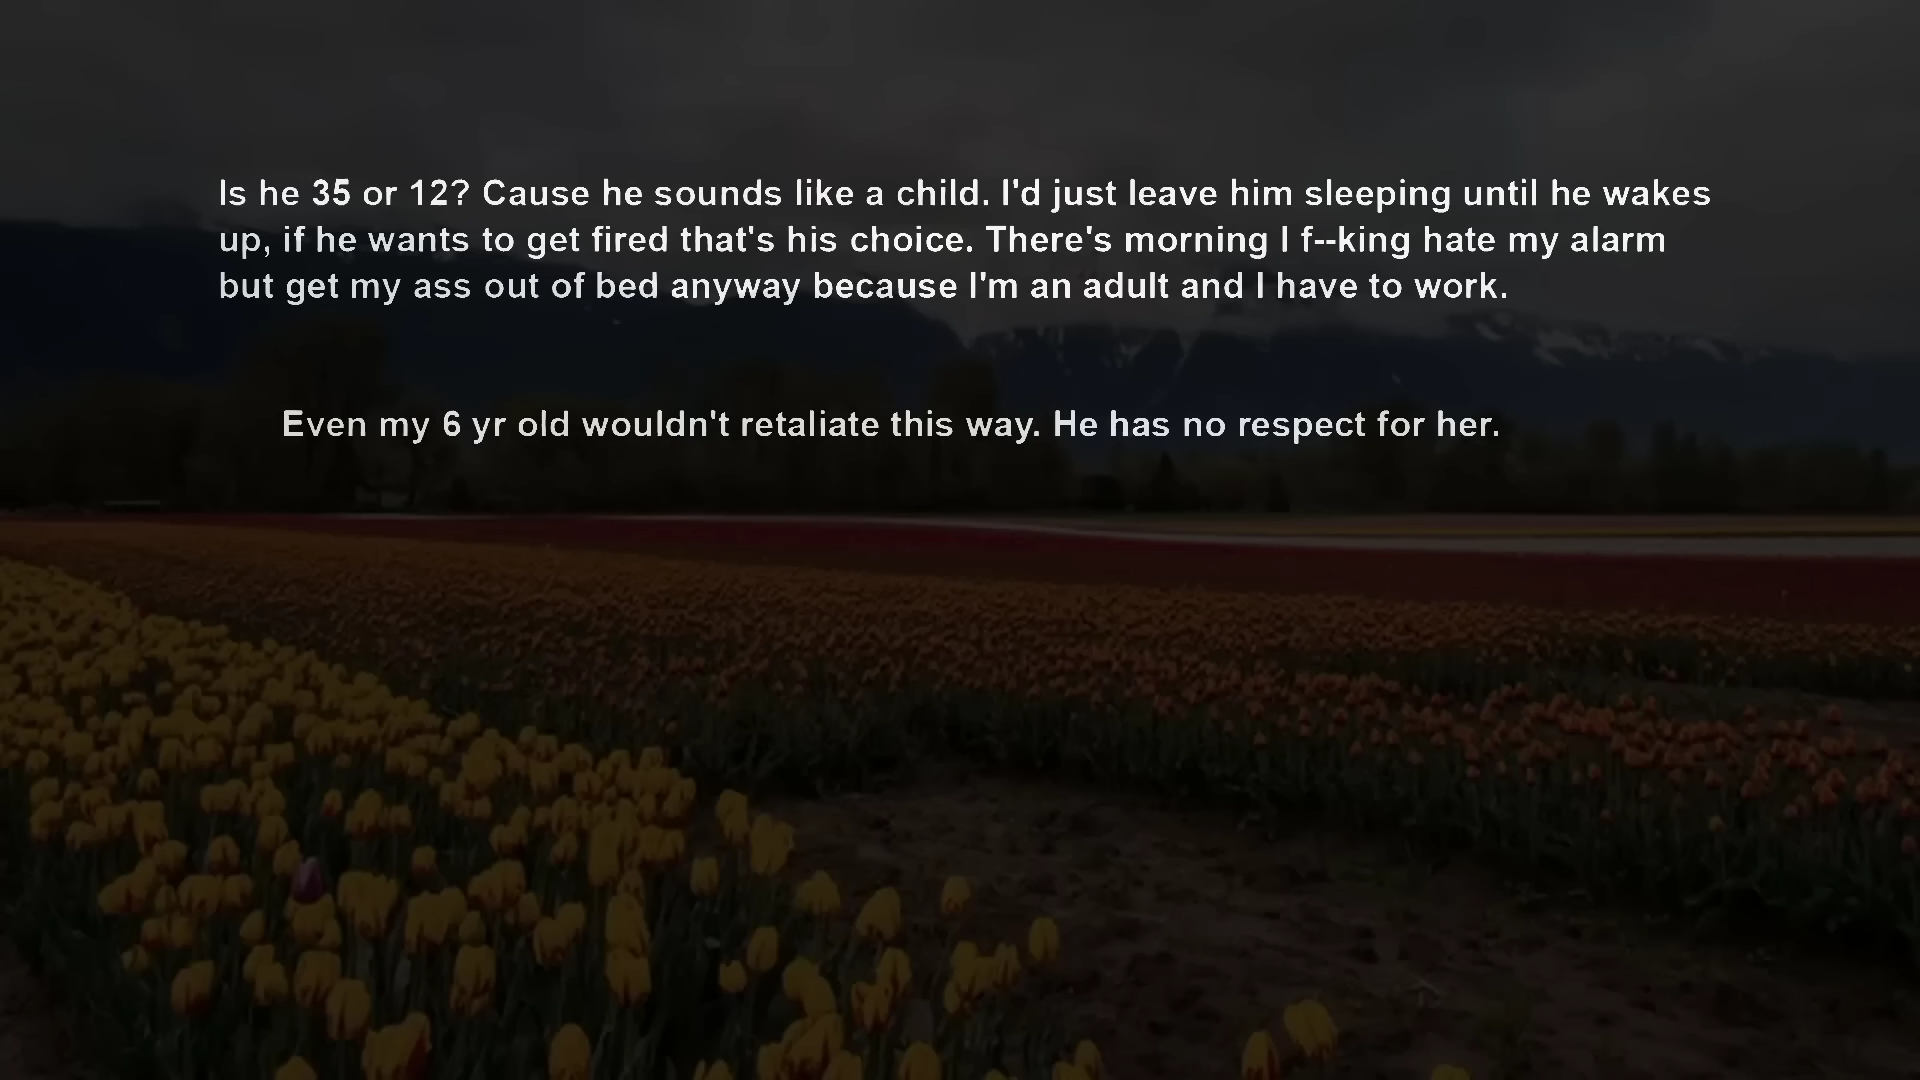 Is he 35 or 12? Cause he sounds like a child. I'd just leave him sleeping until he wakes
up, if he wants to get fired that's his choice. There's morning I f--king hate my alarm
but get my ass out of bed anyway because I'm an adult and I have to work.
Even my 6 yr old wouldn't retaliate this way. He has no respect for her.